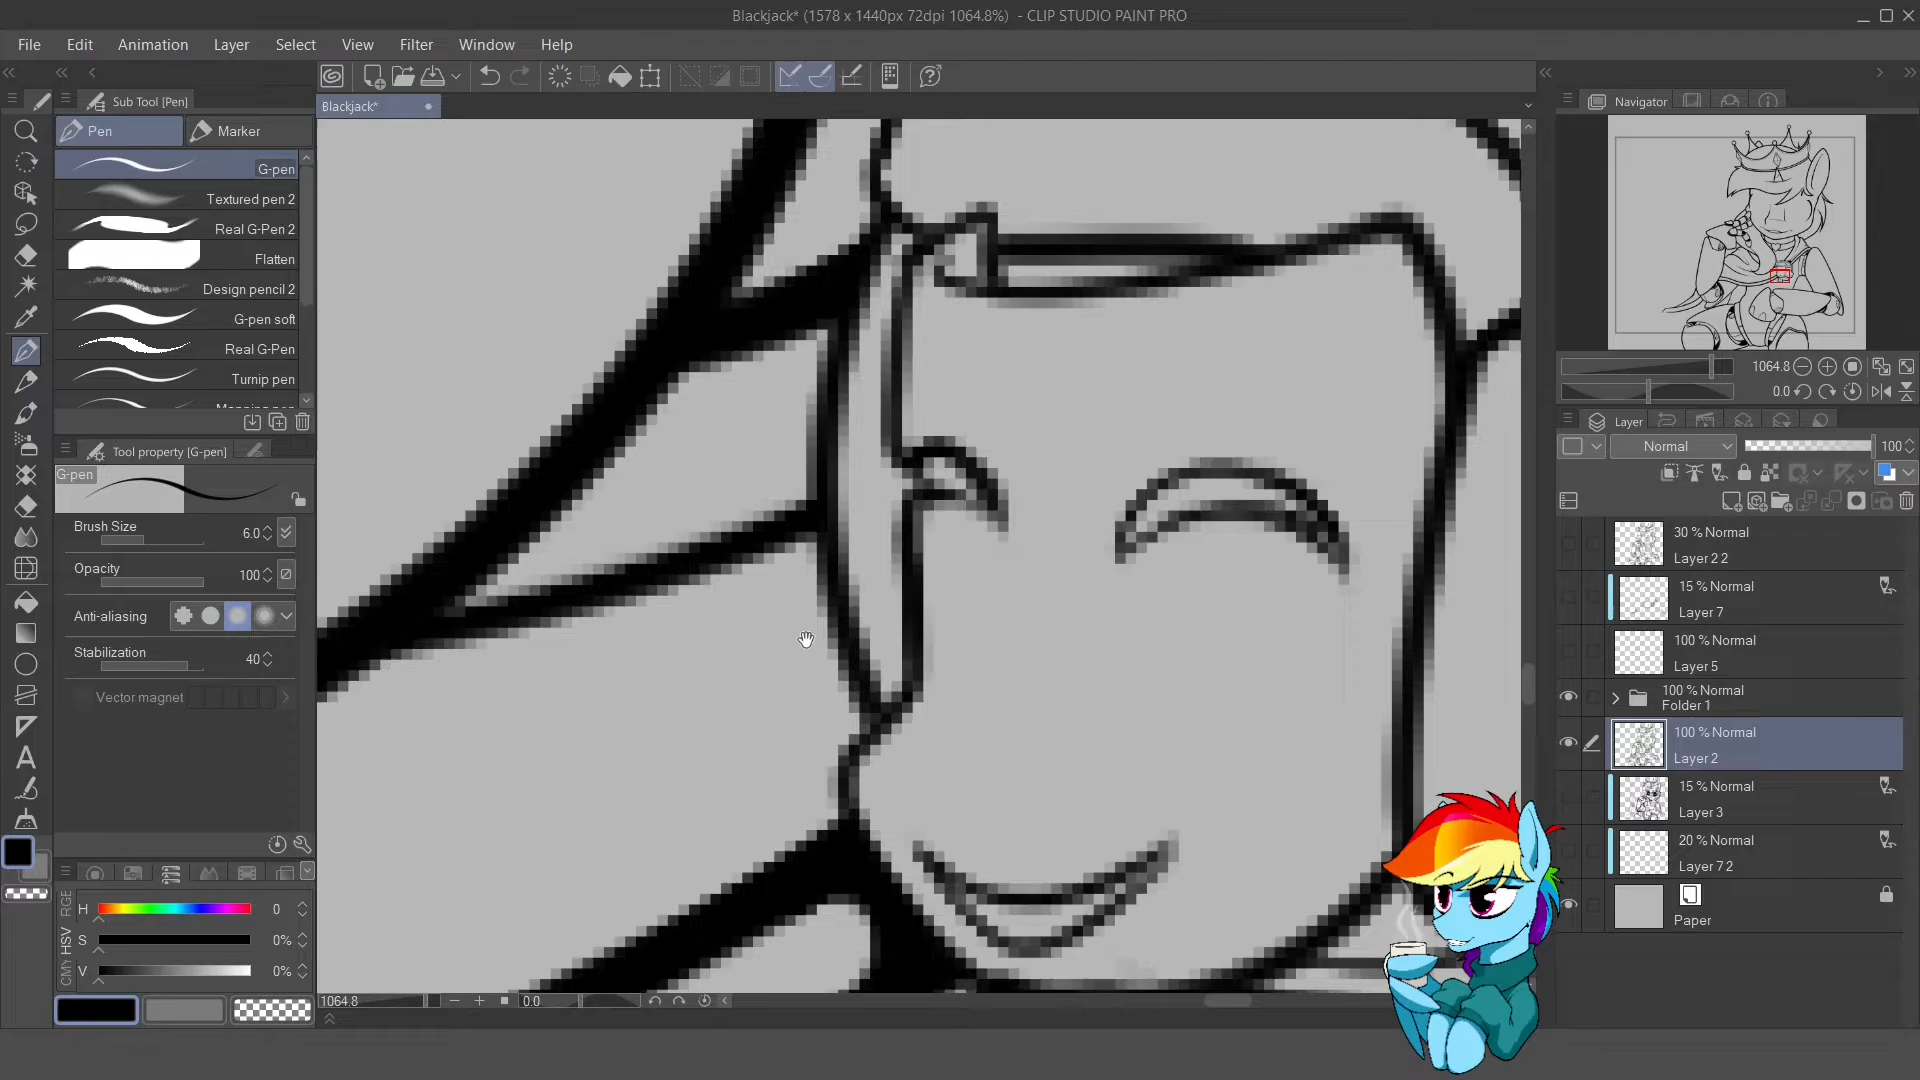 Blackjack* (1578 x 1440px 72dpi 1064.8%) - CLIP STUDIO PAINT PRO
File Edit Animation Layer Select View Filter Window Help
Sub Tool [Pen]
Blackjack*
Navigator
Pen
Marker
G-pen
Textured pen 2
Real G-Pen 2
Flatten
Design pencil 2
G-pen soft
Real G-Pen
Turnip pen
Tool property [G-pen]
G-pen
Brush Size 6.0
Opacity 100
Anti-aliasing
Stabilization 40
Vector magnet
RGB
HSV
CMY
H 0
S 0%
V 0%
1064.8
0.0
1064.8
0.0
Layer
Normal 100
30 % Normal
Layer 2 2
15 % Normal
Layer 7
100 % Normal
Layer 5
100 % Normal
Folder 1
100 % Normal
Layer 2
15 % Normal
Layer 3
20 % Normal
Layer 7 2
Paper